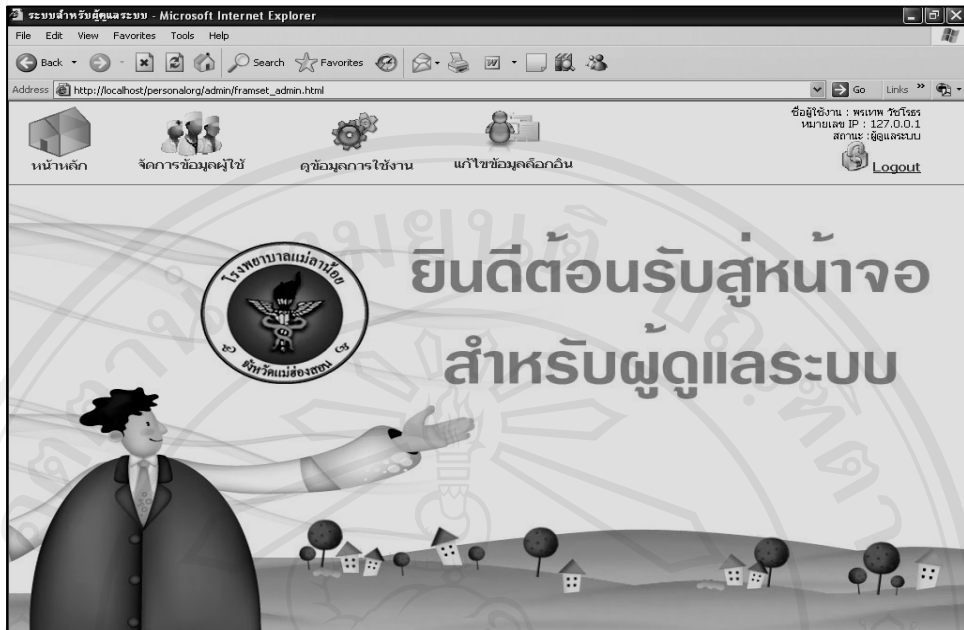 ระบบสำหรับผู้ดูแลระบบ - Microsoft Internet Explorer
File Edit View Favorites Tools Help
Back Search Favorites
Address http://localhost/personalorg/admin/framset_admin.html Go Links »
ชื่อผู้ใช้งาน : พรเทพ วัชโรธร
หมายเลข IP : 127.0.0.1
สถานะ :ผู้ดูแลระบบ
Logout
หน้าหลัก จัดการข้อมูลผู้ใช้ ดูข้อมูลการใช้งาน แก้ไขข้อมูลล็อกอิน
โรงพยาบาลแม่ลาน้อย
จังหวัดแม่ฮ่องสอน
ยินดีต้อนรับสู่หน้าจอ
สำหรับผู้ดูแลระบบ